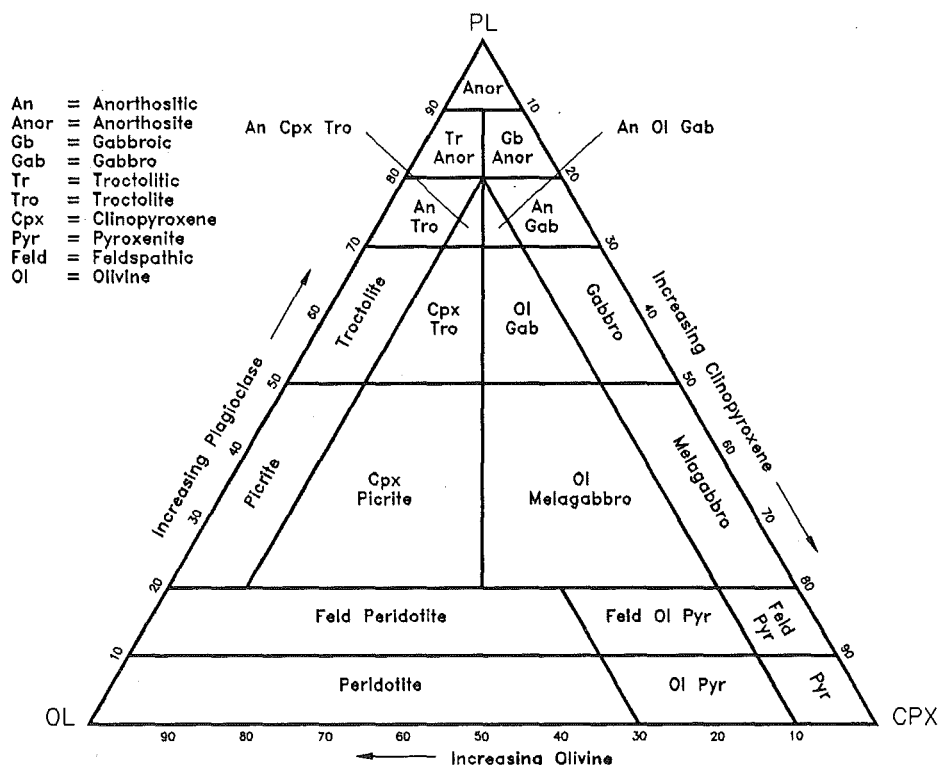 PL
An = Anorthositic
Anor = Anorthosite
Gb = Gabbroic
Gab = Gabbro
Tr = Troctolitic
Tro = Troctolite
Cpx = Clinopyroxene
Pyr = Pyroxenite
Feld = Feldspathic
Ol = Olivine
Anor
90
10
An Cpx Tro
An Ol Gab
Tr
Anor
Gb
Anor
80
20
An
Tro
An
Gab
70
30
Increasing Plagioclase
Increasing Clinopyroxene
Troctolite
Cpx
Tro
Ol
Gab
Gabbro
60
40
50
50
Picrite
Cpx
Picrite
Ol
Melagabbro
Melagabbro
40
60
30
70
20
80
Feld Peridotite
Feld Ol Pyr
Feld
Pyr
10
90
Peridotite
Ol Pyr
Pyr
OL
CPX
90 80 70 60 50 40 30 20 10
Increasing Olivine